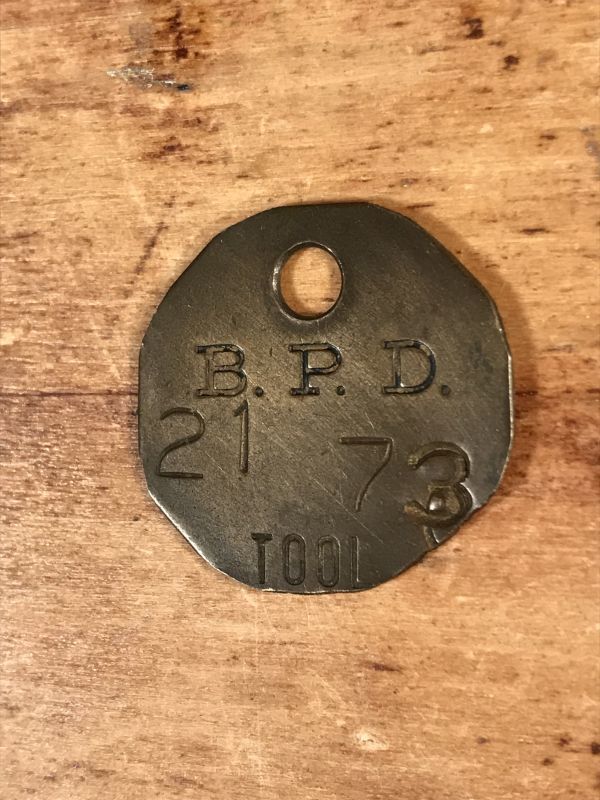 B. P. D.
21 73
TOOL